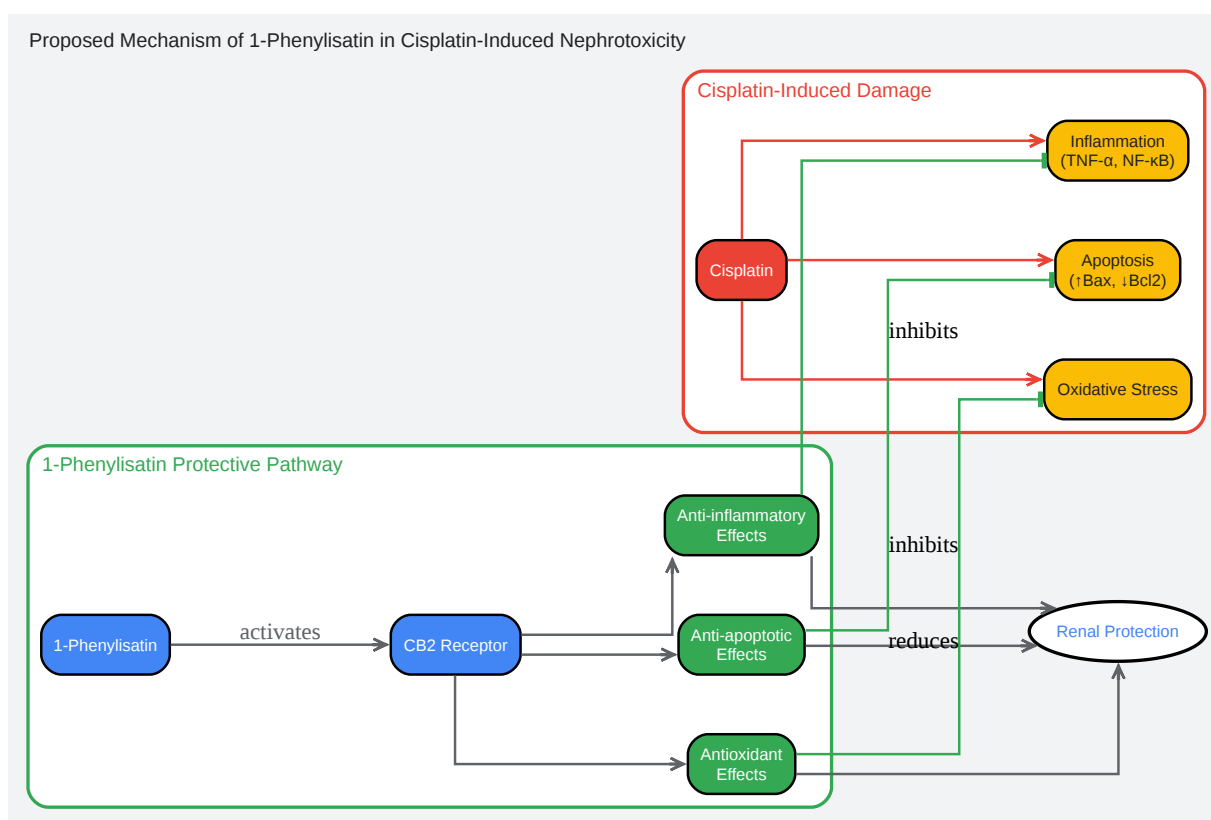 Proposed Mechanism of 1-Phenylisatin in Cisplatin-Induced Nephrotoxicity
Cisplatin-Induced Damage
Inflammation
(TNF-α, NF-κB)
Cisplatin
Apoptosis
(↑Bax, ↓Bcl2)
inhibits
Oxidative Stress
1-Phenylisatin Protective Pathway
Anti-inflammatory
Effects
inhibits
1-Phenylisatin
activates
CB2 Receptor
Anti-apoptotic
Effects
reduces
Renal Protection
Antioxidant
Effects